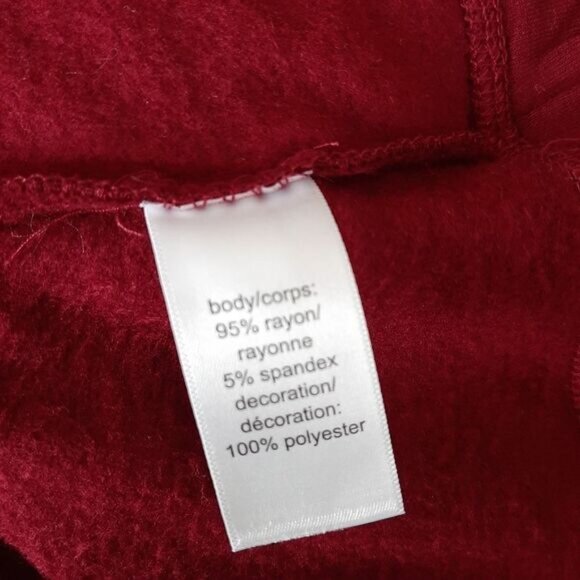 body/corps:
95% rayon/
rayonne
5% spandex
decoration/
décoration:
100% polyester